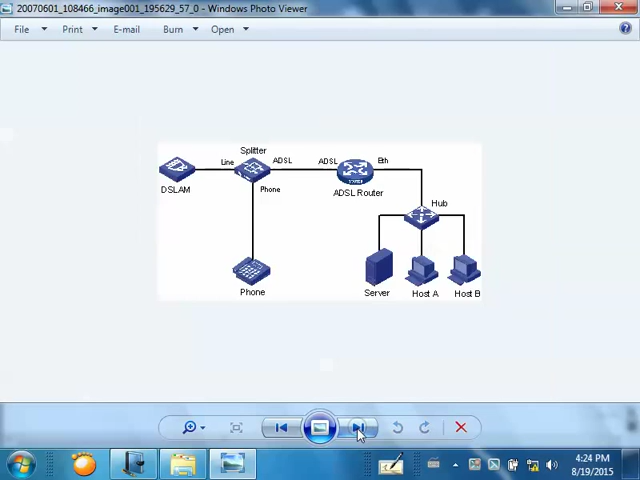 20070601_108466_image001_195629_57_0 - Windows Photo Viewer
File Print E-mail Burn Open
Splitter
Line ADSL ADSL Eth
DSLAM Phone ADSL Router
Hub
Phone Server Host A Host B
4:24 PM
8/19/2015